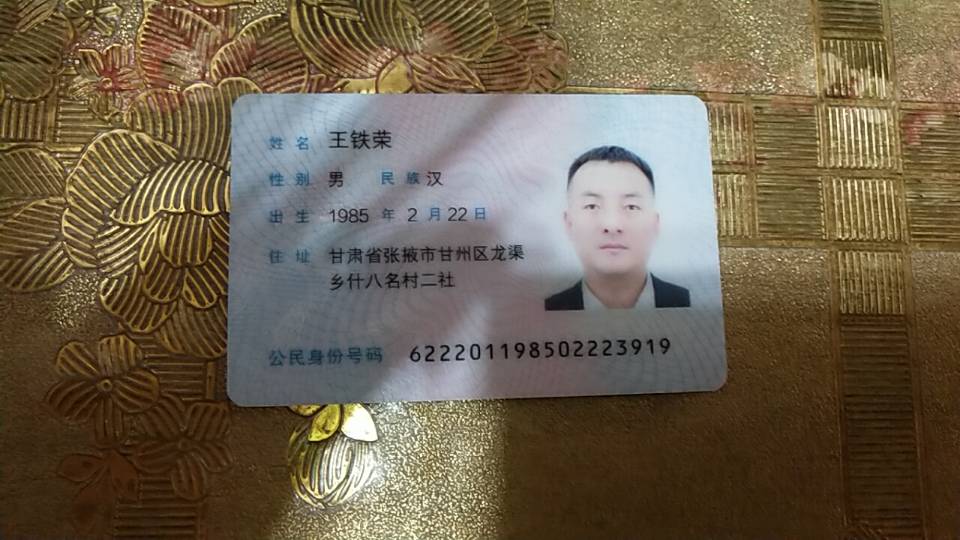 姓名 王铁荣
性别 男 民族 汉
出生 1985 年 2 月 22 日
住址 甘肃省张掖市甘州区龙渠
乡什八名村二社
公民身份号码 622201198502223919